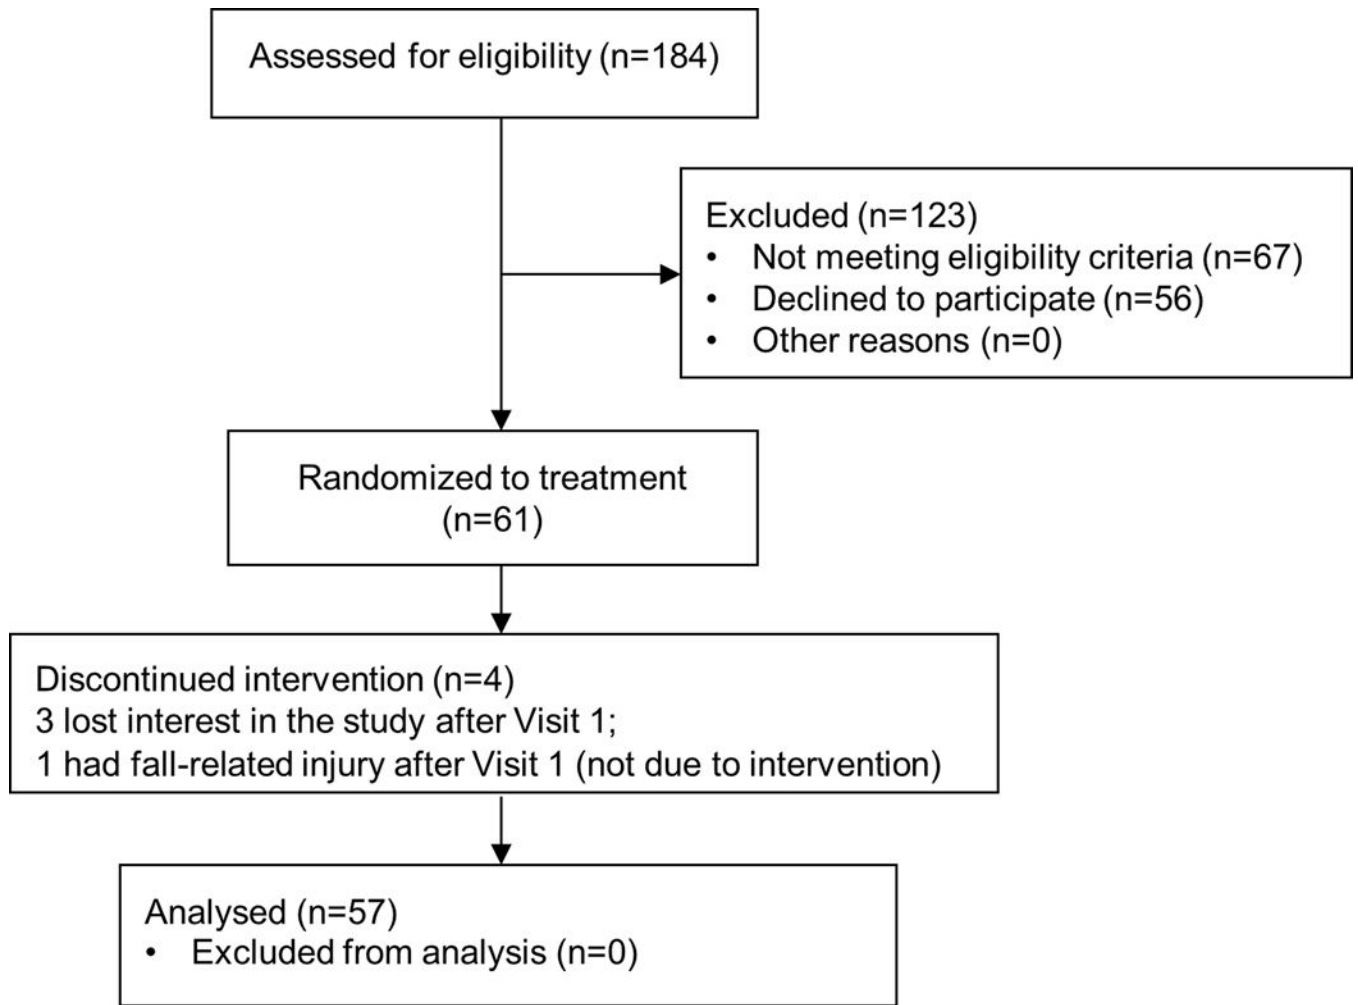 Assessed for eligibility (n=184)
Excluded (n=123)
• Not meeting eligibility criteria (n=67)
• Declined to participate (n=56)
• Other reasons (n=0)
Randomized to treatment
(n=61)
Discontinued intervention (n=4)
3 lost interest in the study after Visit 1;
1 had fall-related injury after Visit 1 (not due to intervention)
Analysed (n=57)
• Excluded from analysis (n=0)